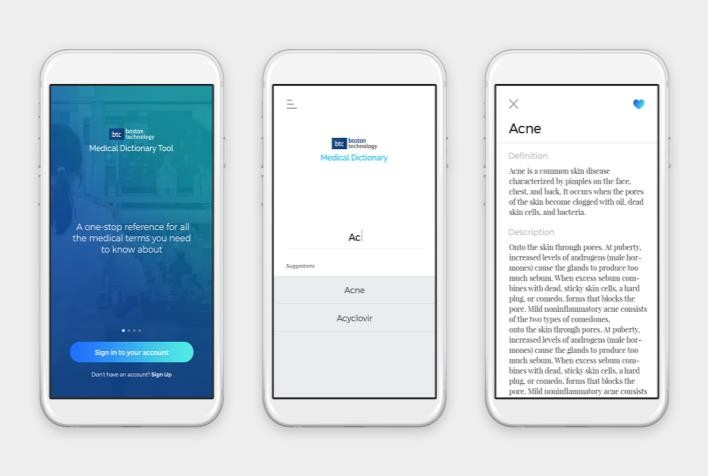 btc boston
technology
Medical Dictionary Tool
A one-stop reference for all
the medical terms you need
to know about
Sign in to your account
Don't have an account? Sign Up
btc boston
technology
Medical Dictionary
Ac
Suggestions
Acne
Acyclovir
Acne
Definition
Acne is a common skin disease
characterized by pimples on the face,
chest, and back. It occurs when the pores
of the skin become clogged with oil, dead
skin cells, and bacteria.
Description
Onto the skin through pores. At puberty,
increased levels of androgens (male hor-
mones) cause the glands to produce too
much sebum. When excess sebum com-
bines with dead, sticky skin cells, a hard
plug, or comedo, forms that blocks the
pore. Mild noninflammatory acne consists
of the two types of comedones,
onto the skin through pores. At puberty,
increased levels of androgens (male hor-
mones) cause the glands to produce too
much sebum. When excess sebum com-
bines with dead, sticky skin cells, a hard
plug, or comedo, forms that blocks the
pore. Mild noninflammatory acne consists